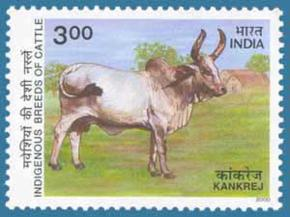 3.00
भारत
INDIA
मवेशियों की देशी नस्लें
INDIGENOUS BREEDS OF CATTLE
कांकरेज
KANKREJ
2000